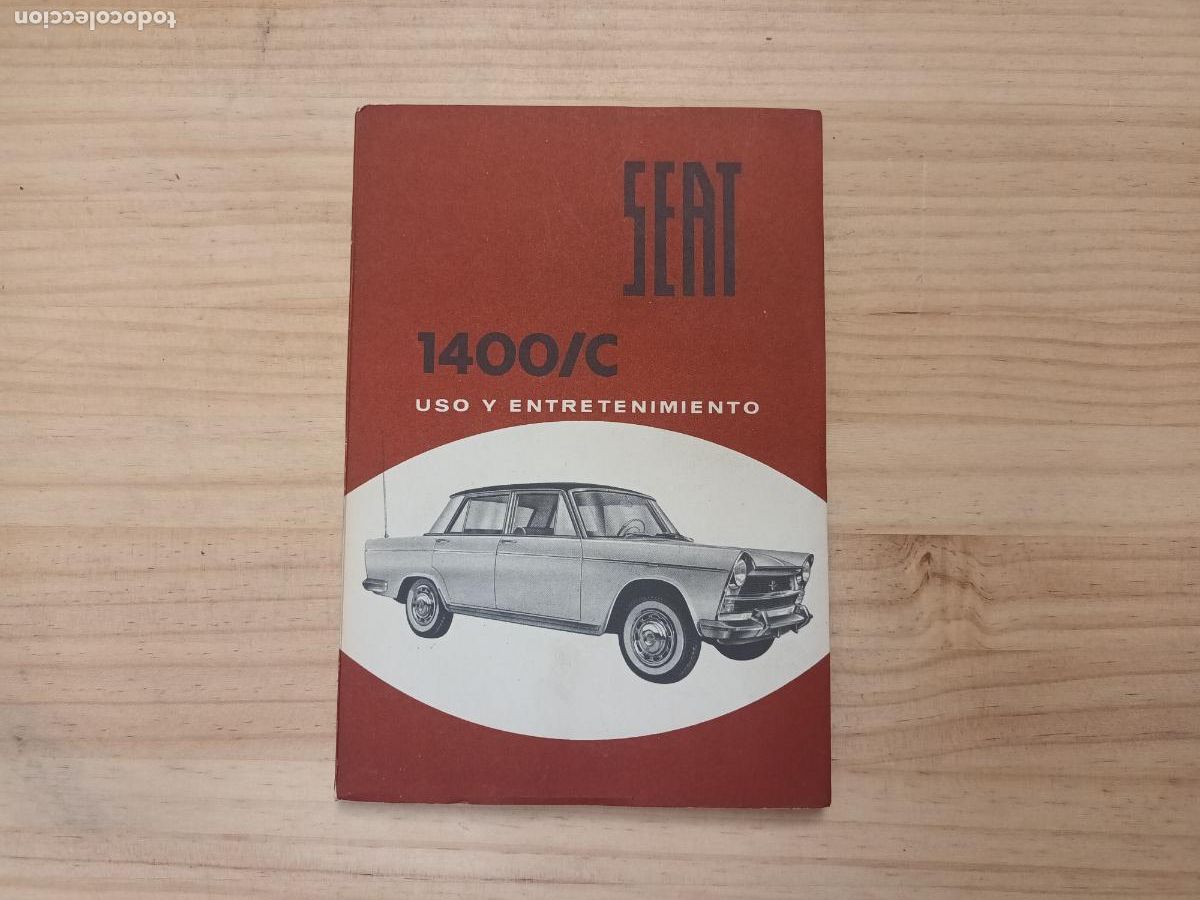 todocoleccion
SEAT
1400/C
USO Y ENTRETENIMIENTO